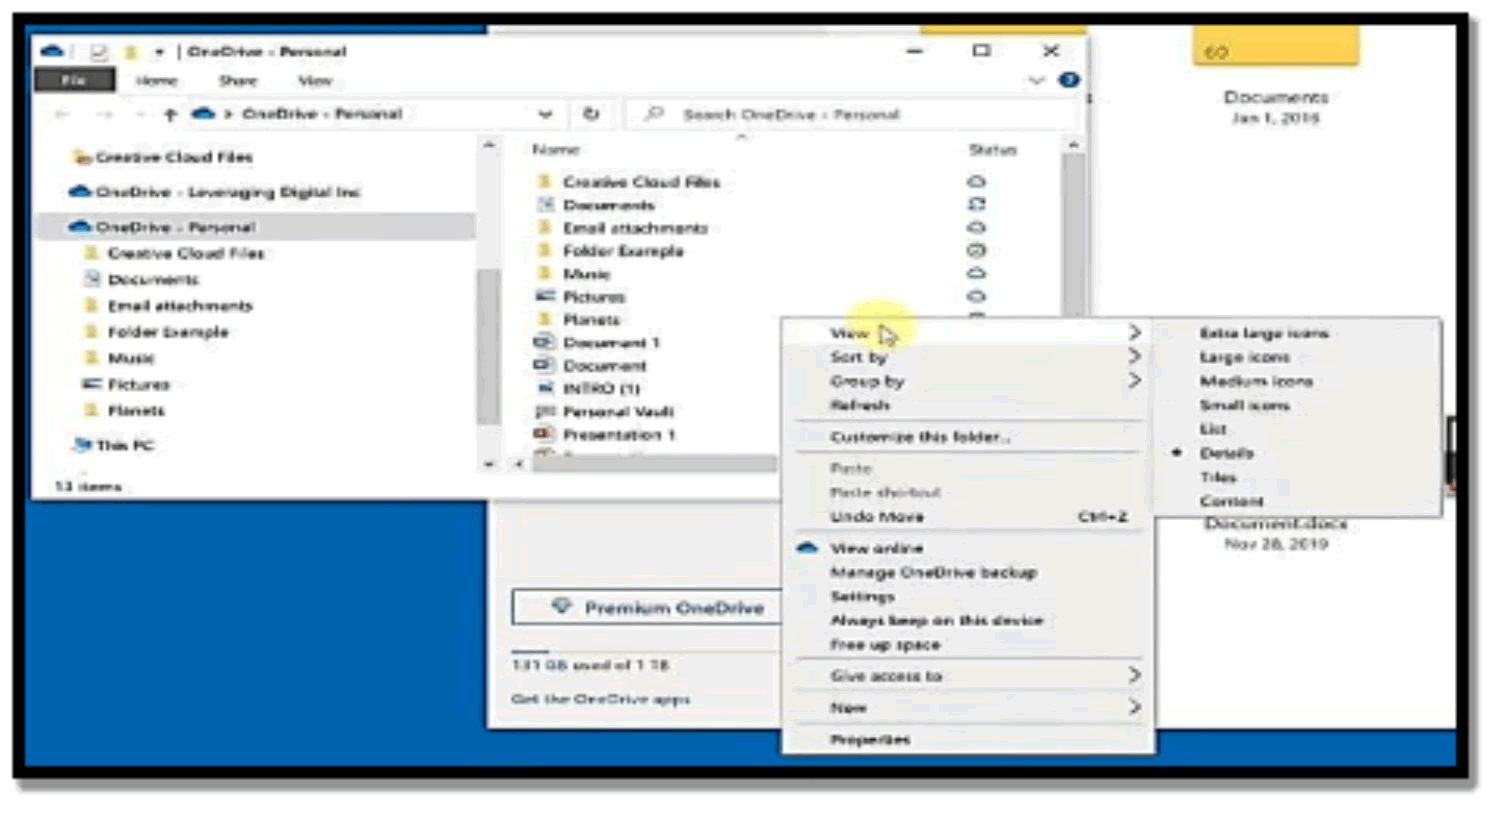 OneDrive - Personal
File Home Share View
OneDrive - Personal
Search OneDrive - Personal
Creative Cloud Files
OneDrive - Leveraging Digital Inc
OneDrive - Personal
Creative Cloud Files
Documents
Email attachments
Folder Example
Music
Pictures
Planets
This PC
13 items
Name Status
Creative Cloud Files
Documents
Email attachments
Folder Example
Music
Pictures
Planets
Document 1
Document
INTRO (1)
Personal Vault
Presentation 1
View
Sort by
Group by
Refresh
Customize this folder...
Paste
Paste shortcut
Undo Move Ctrl+Z
View online
Manage OneDrive backup
Settings
Always keep on this device
Free up space
Give access to
New
Properties
Extra large icons
Large icons
Medium icons
Small icons
List
Details
Tiles
Content
60
Documents
Jan 1, 2016
Document.docx
Nov 28, 2019
Premium OneDrive
131 GB used of 1 TB
Get the OneDrive apps